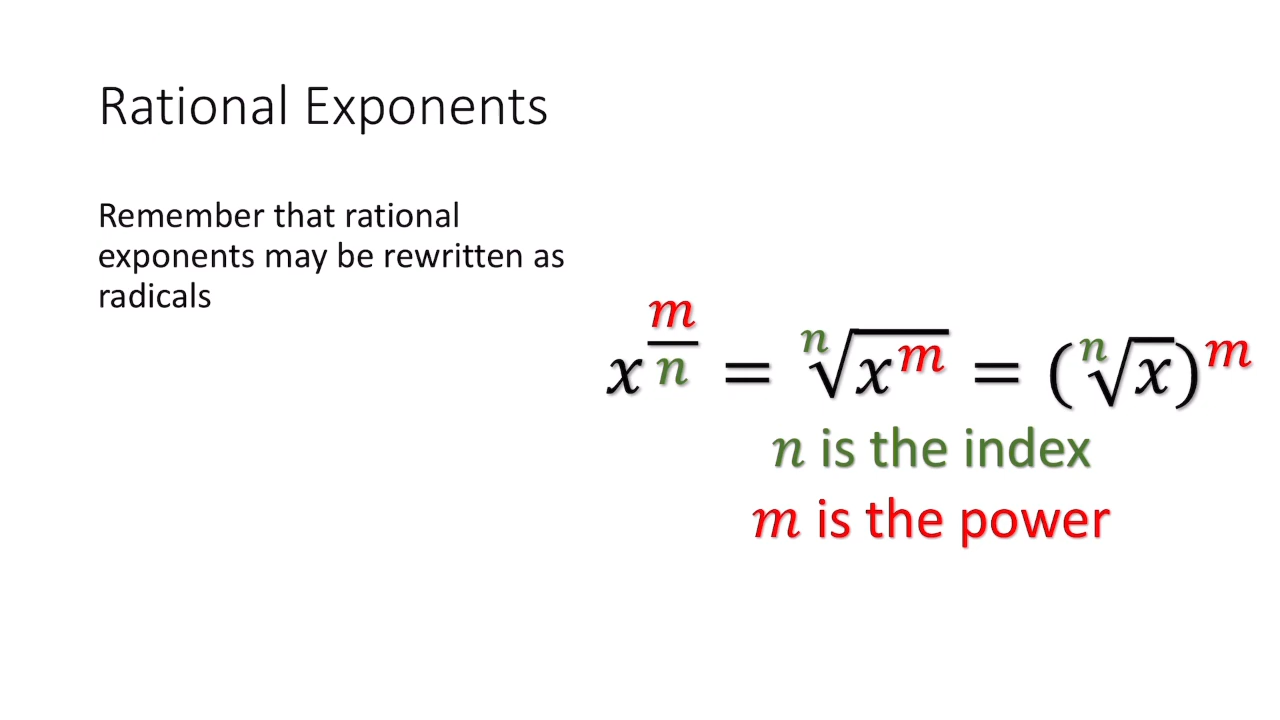 Rational Exponents
Remember that rational
exponents may be rewritten as
radicals
x^(m/n) = ⁿ√(x^m) = (ⁿ√x)^m
n is the index
m is the power